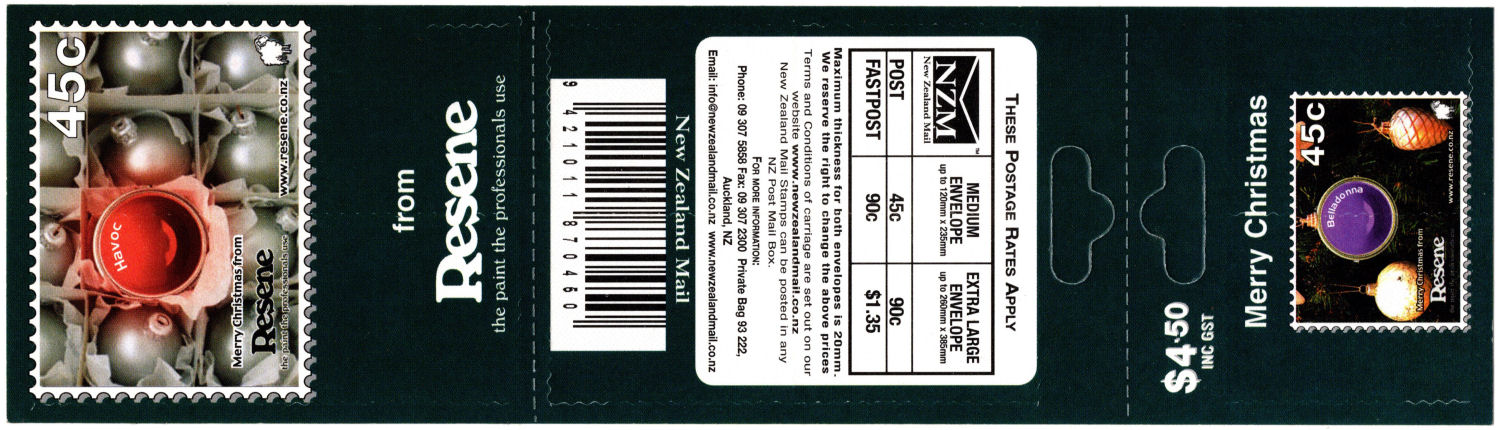 45c
www.resene.co.nz
Havoc
Merry Christmas from
Resene
the paint the professionals use
from
Resene
the paint the professionals use
New Zealand Mail
9 421011 870460
THESE POSTAGE RATES APPLY
NZM™
New Zealand Mail
MEDIUM ENVELOPE
up to 120mm x 235mm
EXTRA LARGE ENVELOPE
up to 260mm x 385mm
POST 45c 90c
FASTPOST 90c $1.35
Maximum thickness for both envelopes is 20mm.
We reserve the right to change the above prices
Terms and Conditions of carriage are set out on our
website www.newzealandmail.co.nz
New Zealand Mail Stamps can be posted in any
NZ Post Mail Box.
FOR MORE INFORMATION:
Phone: 09 307 5858 Fax: 09 307 2300 Private Bag 93 222,
Auckland, NZ
Email: info@newzealandmail.co.nz www.newzealandmail.co.nz
$4.50
INC GST
Merry Christmas
45c
www.resene.co.nz
Belladonna
Merry Christmas from
Resene